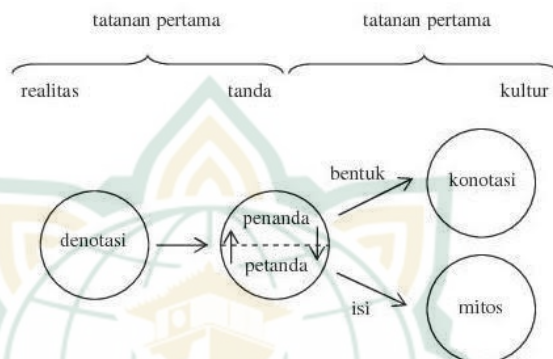 tatanan pertama tatanan pertama
realitas tanda kultur
bentuk konotasi
penanda
denotasi
petanda
isi mitos